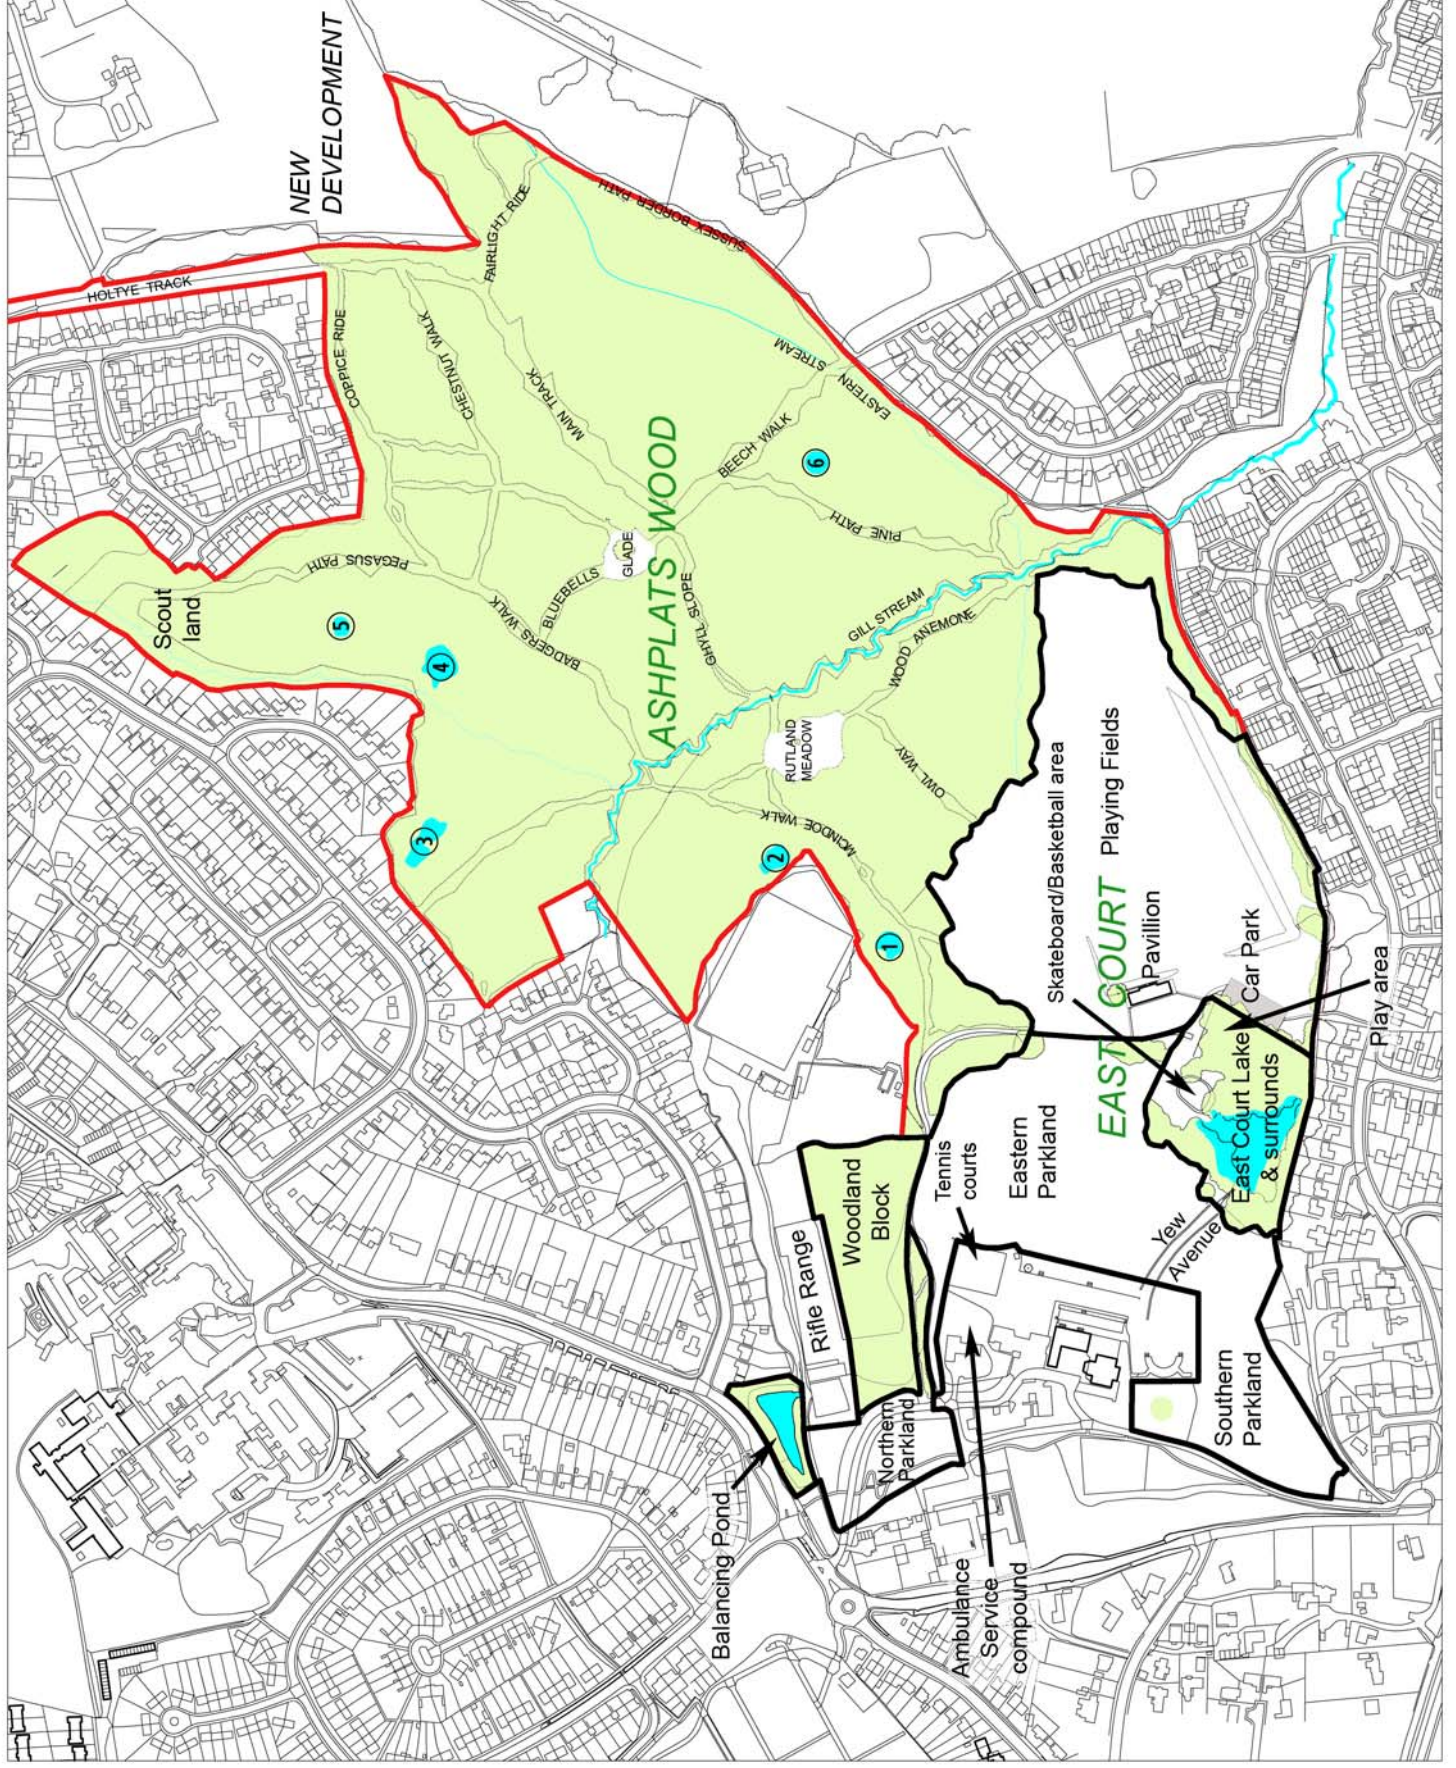 NEW
DEVELOPMENT
HOLTYE TRACK
COPPICE RIDE
CHESTNUT WALK
FAIRLIGHT RIDE
MAIN TRACK
SUSSEX BORDER PATH
EASTERN STREAM
BEECH WALK
PINE PATH
Scout
land
PEGASUS PATH
BADGERS WALK
BLUEBELLS
GLADE
ASHPLATS WOOD
GHYLL SLOPE
GILL STREAM
WOOD ANEMONE
RUTLAND
MEADOW
OWL WAY
MCINDOE WALK
1
2
3
4
5
6
EAST COURT
Skateboard/Basketball area
Playing Fields
Pavillion
Car Park
Play area
East Court Lake
& surrounds
Eastern
Parkland
Tennis
courts
Yew
Avenue
Woodland
Block
Rifle Range
Northern
Parkland
Southern
Parkland
Balancing Pond
Ambulance
Service
compound